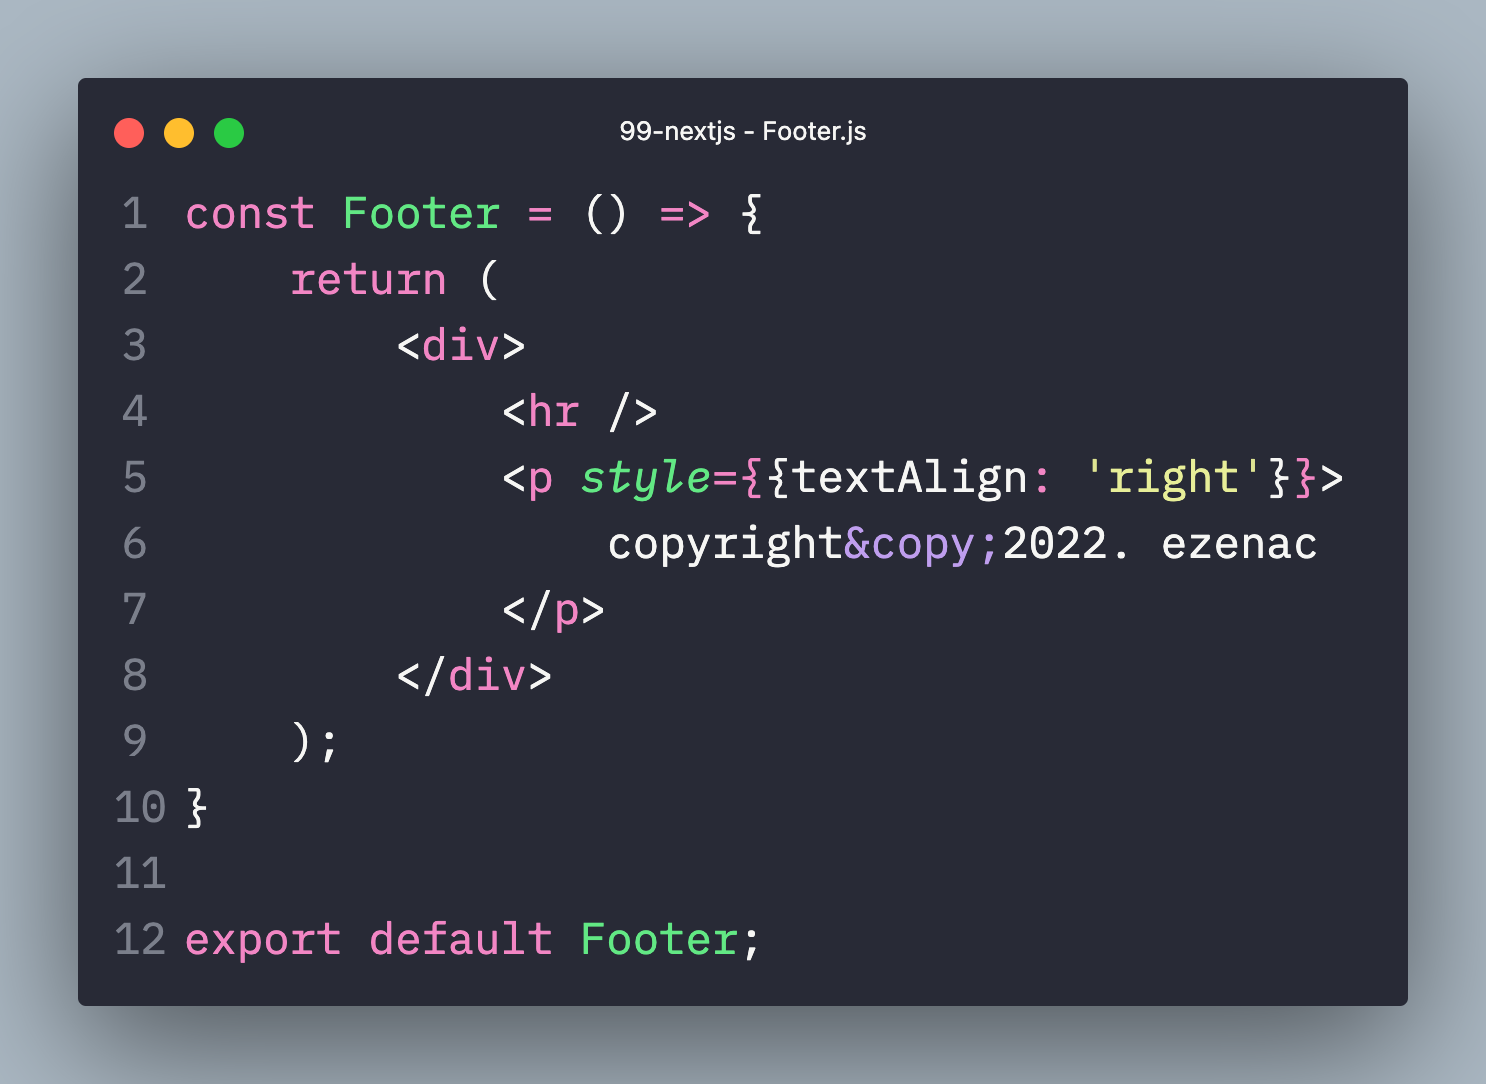 99-nextjs - Footer.js
1 const Footer = () => {
2     return (
3         <div>
4             <hr />
5             <p style={{textAlign: 'right'}}>
6                 copyright&copy;2022. ezenac
7             </p>
8         </div>
9     );
10 }
11
12 export default Footer;